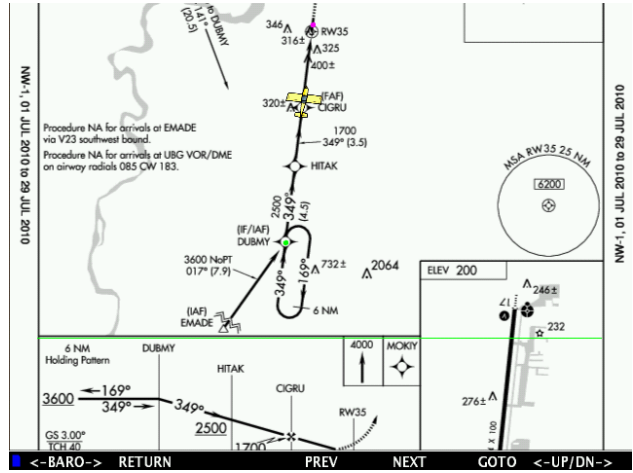 to DUBMY
141°
(20.5)
346
316±
RW35
325
400±
(FAF)
320±
CIGRU
1700
349° (3.5)
HITAK
NW-1, 01 JUL 2010 to 29 JUL 2010
Procedure NA for arrivals at EMADE
via V23 southwest bound.
Procedure NA for arrivals at UBG VOR/DME
on airway radials 085 CW 183.
2500
349°
(4.5)
(IF/IAF)
DUBMY
3600 NoPT
017° (7.9)
349°
169°
732±
2064
6 NM
(IAF)
EMADE
MSA RW35 25 NM
6200
NW-1, 01 JUL 2010 to 29 JUL 2010
ELEV 200
246±
17
A
232
276±
X 100
6 NM
Holding Pattern
DUBMY
HITAK
CIGRU
RW35
4000
MOKIY
3600
169°
349°
349°
2500
1700
GS 3.00°
TCH 40
<-BARO->
RETURN
PREV
NEXT
GOTO
<-UP/DN->